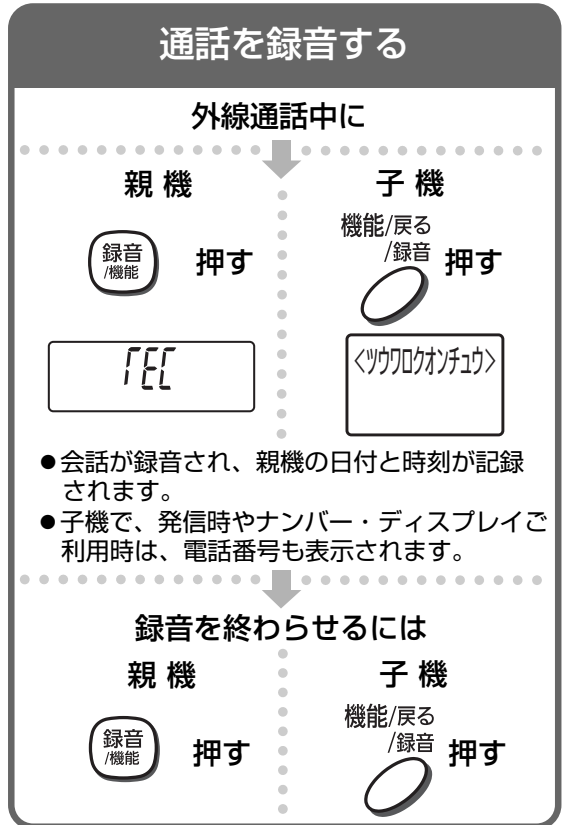 通話を録音する
外線通話中に
親 機
録音
/機能
押す
rEC
子 機
機能/戻る
/録音
押す
<ツウワロクオンチュウ>
●会話が録音され、親機の日付と時刻が記録
されます。
●子機で、発信時やナンバー・ディスプレイご
利用時は、電話番号も表示されます。
録音を終わらせるには
親 機
録音
/機能
押す
子 機
機能/戻る
/録音
押す